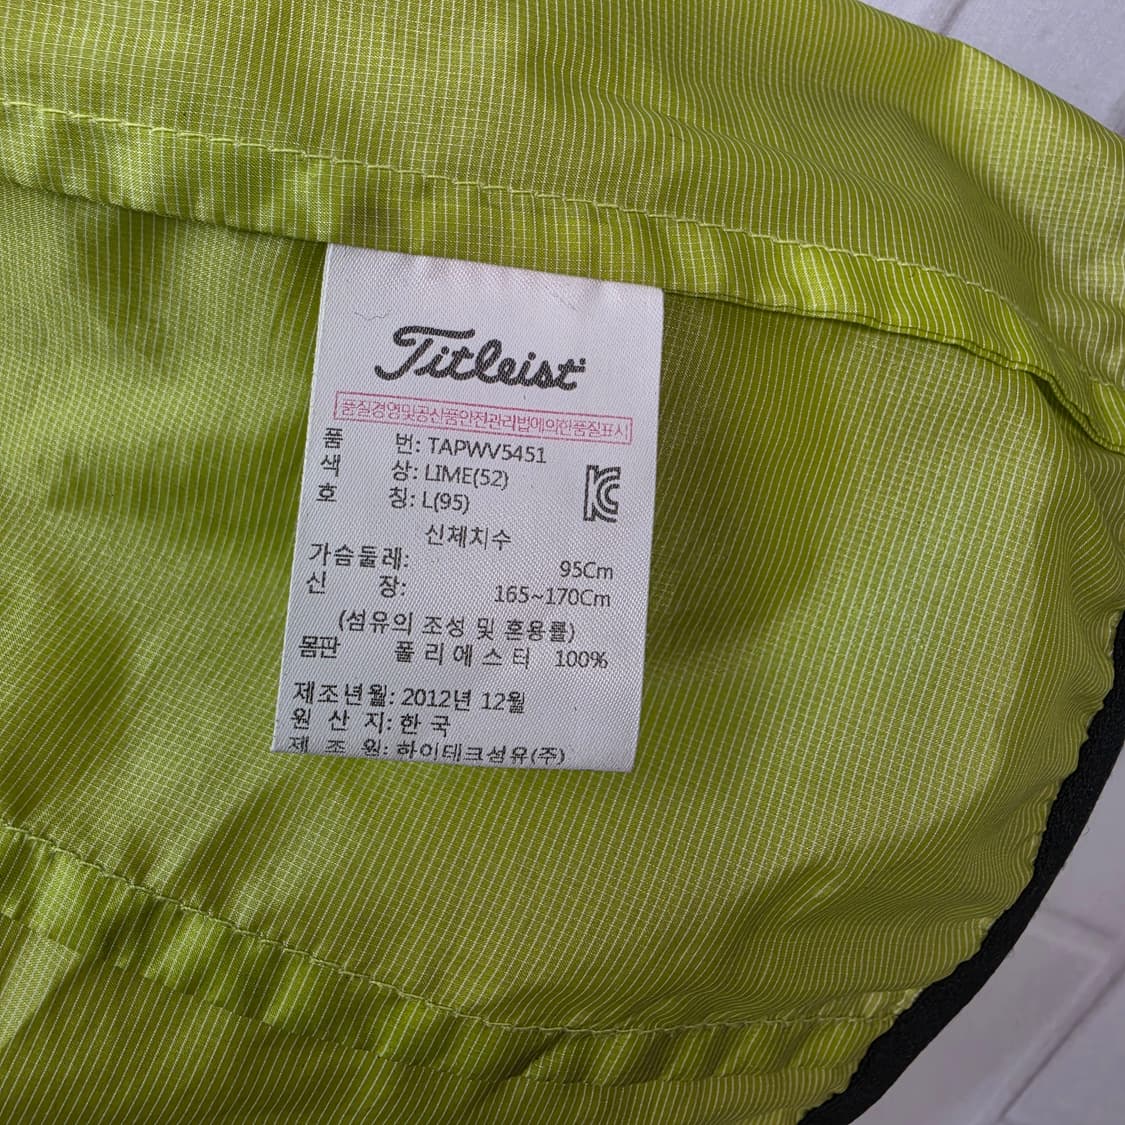 Titleist
품질경영및공산품안전관리법에의한품질표시
품 번: TAPWV5451
색 상: LIME(52)
호 칭: L(95)
신체치수
가슴둘레: 95Cm
신 장: 165~170Cm
(섬유의 조성 및 혼용률)
몸판 폴리에스터 100%
제조년월: 2012년 12월
원 산 지: 한 국
제 조 원: 하이테크섬유(주)